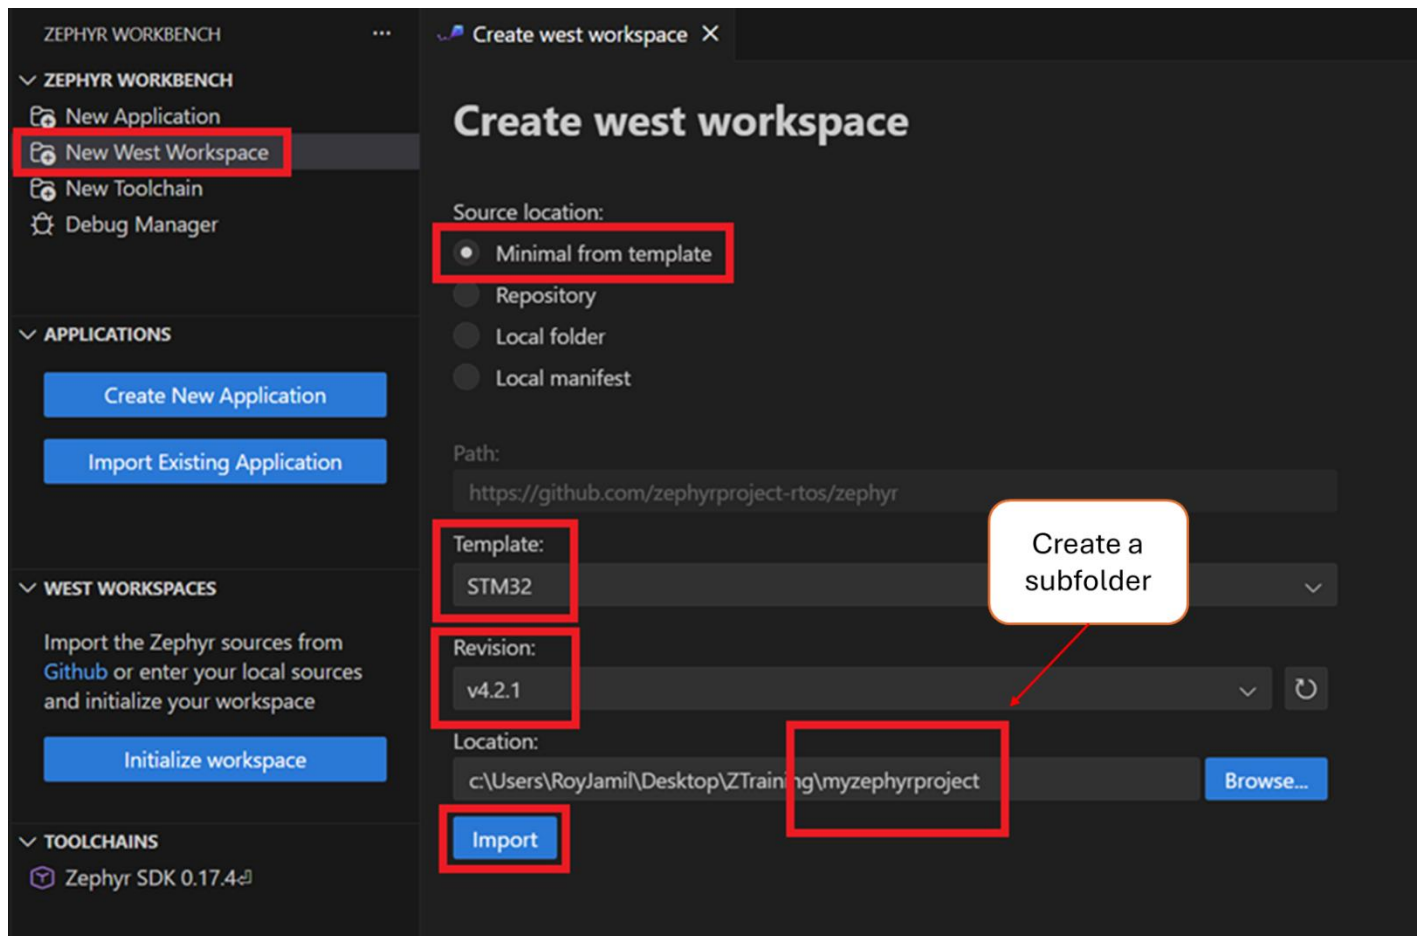 ZEPHYR WORKBENCH
ZEPHYR WORKBENCH
New Application
New West Workspace
New Toolchain
Debug Manager
APPLICATIONS
Create New Application
Import Existing Application
WEST WORKSPACES
Import the Zephyr sources from
Github or enter your local sources
and initialize your workspace
Initialize workspace
TOOLCHAINS
Zephyr SDK 0.17.4
Create west workspace
Create west workspace
Source location:
Minimal from template
Repository
Local folder
Local manifest
Path:
https://github.com/zephyrproject-rtos/zephyr
Template:
STM32
Create a
subfolder
Revision:
v4.2.1
Location:
c:\Users\RoyJamil\Desktop\ZTraining\myzephyrproject
Browse...
Import